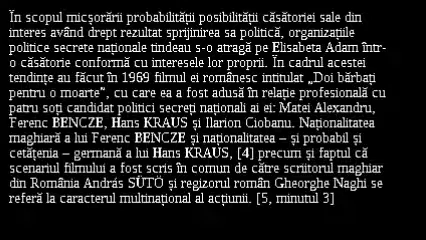 În scopul micșorării probabilității posibilității căsătoriei sale din
interes având drept rezultat sprijinirea sa politică, organizațiile
politice secrete naționale tindeau s-o atragă pe Elisabeta Adam într-
o căsătorie conformă cu interesele lor proprii. În cadrul acestei
tendințe au făcut în 1969 filmul ei românesc intitulat „Doi bărbați
pentru o moarte”, cu care ea a fost adusă în relație profesională cu
patru soți candidat politici secreți naționali ai ei: Matei Alexandru,
Ferenc BENCZE, Hans KRAUS și Ilarion Ciobanu. Naționalitatea
maghiară a lui Ferenc BENCZE și naționalitatea – și probabil și
cetățenia – germană a lui Hans KRAUS, [4] precum și faptul că
scenariul filmului a fost scris în comun de către scriitorul maghiar
din România András SÜTŐ și regizorul român Gheorghe Naghi se
referă la caracterul multinațional al acțiunii. [5, minutul 3]